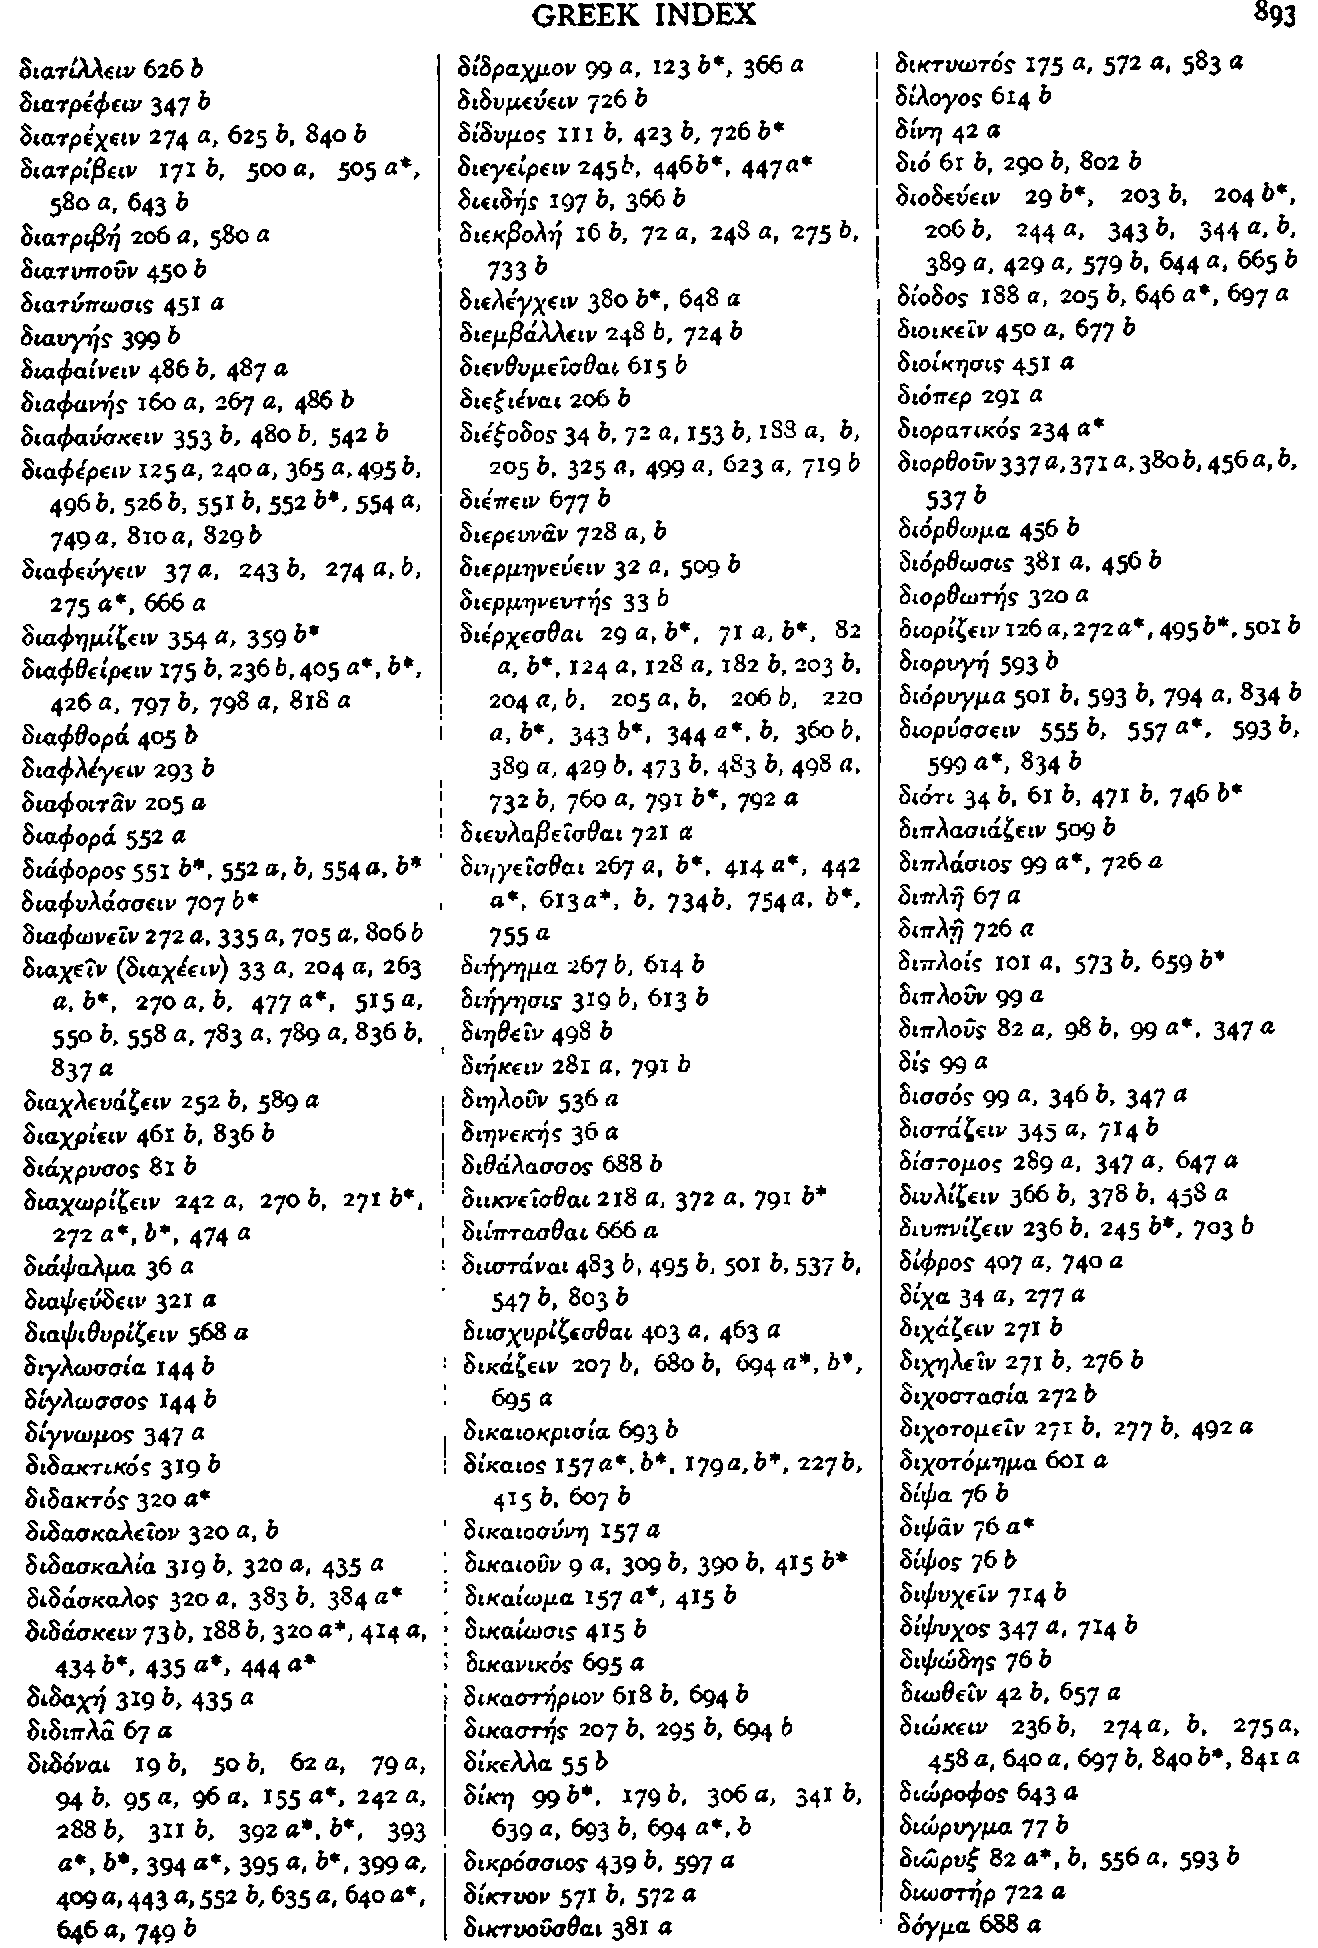 GREEK INDEX
893
διατίλλειν 626 b
διατρέφειν 347 b
διατρέχειν 274 a, 625 b, 840 b
διατρίβειν 171 b, 500 a, 505 a*,
580 a, 643 b
διατριβή 206 a, 580 a
διατυποῦν 450 b
διατύπωσις 451 a
διαυγής 399 b
διαφαίνειν 486 b, 487 a
διαφανής 160 a, 267 a, 486 b
διαφαύσκειν 353 b, 480 b, 542 b
διαφέρειν 125 a, 240 a, 365 a, 495 b,
496 b, 526 b, 551 b, 552 b*, 554 a,
749 a, 810 a, 829 b
διαφεύγειν 37 a, 243 b, 274 a, b,
275 a*, 666 a
διαφημίζειν 354 a, 359 b*
διαφθείρειν 175 b, 236 b, 405 a*, b*,
426 a, 797 b, 798 a, 818 a
διαφθορά 405 b
διαφλέγειν 293 b
διαφοιτᾶν 205 a
διαφορά 552 a
διάφορος 551 b*, 552 a, b, 554 a, b*
διαφυλάσσειν 707 b*
διαφωνεῖν 272 a, 335 a, 705 a, 806 b
διαχεῖν (διαχέειν) 33 a, 204 a, 263
a, b*, 270 a, b, 477 a*, 515 a,
550 b, 558 a, 783 a, 789 a, 836 b,
837 a
διαχλευάζειν 252 b, 589 a
διαχρίειν 461 b, 836 b
διάχρυσος 81 b
διαχωρίζειν 242 a, 270 b, 271 b*,
272 a*, b*, 474 a
διάψαλμα 36 a
διαψεύδειν 321 a
διαψιθυρίζειν 568 a
διγλωσσία 144 b
δίγλωσσος 144 b
δίγνωμος 347 a
διδακτικός 319 b
διδακτός 320 a*
διδασκαλεῖον 320 a, b
διδασκαλία 319 b, 320 a, 435 a
διδάσκαλος 320 a, 383 b, 384 a*
διδάσκειν 73 b, 188 b, 320 a*, 414 a,
434 b*, 435 a*, 444 a*
διδαχή 319 b, 435 a
διδιπλᾶ 67 a
διδόναι 19 b, 50 b, 62 a, 79 a,
94 b, 95 a, 96 a, 155 a*, 242 a,
288 b, 311 b, 392 a*, b*, 393
a*, b*, 394 a*, 395 a, b*, 399 a,
409 a, 443 a, 552 b, 635 a, 640 a*,
646 a, 749 b
δίδραχμον 99 a, 123 b*, 366 a
διδυμεύειν 726 b
δίδυμος 111 b, 423 b, 726 b*
διεγείρειν 245 b, 446 b*, 447 a*
διειδής 197 b, 366 b
διεκβολή 16 b, 72 a, 248 a, 275 b,
733 b
διελέγχειν 380 b*, 648 a
διεμβάλλειν 248 b, 724 b
διενθυμεῖσθαι 615 b
διεξιέναι 206 b
διέξοδος 34 b, 72 a, 153 b, 188 a, b,
205 b, 325 a, 499 a, 623 a, 719 b
διέπειν 677 b
διερευνᾶν 728 a, b
διερμηνεύειν 32 a, 509 b
διερμηνευτής 33 b
διέρχεσθαι 29 a, b*, 71 a, b*, 82
a, b*, 124 a, 128 a, 182 b, 203 b,
204 a, b, 205 a, b, 206 b, 220
a, b*, 343 b*, 344 a*, b, 360 b,
389 a, 429 b, 473 b, 483 b, 498 a,
732 b, 760 a, 791 b*, 792 a
διευλαβεῖσθαι 721 a
διηγεῖσθαι 267 a, b*, 414 a*, 442
a*, 613 a*, b, 734 b, 754 a, b*,
755 a
διήγημα 267 b, 614 b
διήγησις 319 b, 613 b
διηθεῖν 498 b
διήκειν 281 a, 791 b
διηλοῦν 536 a
διηνεκής 36 a
διθάλασσος 688 b
διικνεῖσθαι 218 a, 372 a, 791 b*
διίπτασθαι 666 a
διιστάναι 483 b, 495 b, 501 b, 537 b,
547 b, 803 b
διισχυρίζεσθαι 403 a, 463 a
δικάζειν 207 b, 680 b, 694 a*, b*,
695 a
δικαιοκρισία 693 b
δίκαιος 157 a*, b*, 179 a, b*, 227 b,
415 b, 607 b
δικαιοσύνη 157 a
δικαιοῦν 9 a, 309 b, 390 b, 415 b*
δικαίωμα 157 a*, 415 b
δικαίωσις 415 b
δικανικός 695 a
δικαστήριον 618 b, 694 b
δικαστής 207 b, 295 b, 694 b
δίκελλα 55 b
δίκη 99 b*, 179 b, 306 a, 341 b,
639 a, 693 b, 694 a*, b
δικρόσσιος 439 b, 597 a
δίκτυον 571 b, 572 a
δικτυοῦσθαι 381 a
δικτυωτός 175 a, 572 a, 583 a
δίλογος 614 b
δίνη 42 a
διό 61 b, 290 b, 802 b
διοδεύειν 29 b*, 203 b, 204 b*,
206 b, 244 a, 343 b, 344 a, b,
389 a, 429 a, 579 b, 644 a, 665 b
δίοδος 188 a, 205 b, 646 a*, 697 a
διοικεῖν 450 a, 677 b
διοίκησις 451 a
διόπερ 291 a
διορατικός 234 a*
διορθοῦν 337 a, 371 a, 380 b, 456 a, b,
537 b
διόρθωμα 456 b
διόρθωσις 381 a, 456 b
διορθωτής 320 a
διορίζειν 126 a, 272 a*, 495 b*, 501 b
διορυγή 593 b
διόρυγμα 501 b, 593 b, 794 a, 834 b
διορύσσειν 555 b, 557 a*, 593 b,
599 a*, 834 b
διότι 34 b, 61 b, 471 b, 746 b*
διπλασιάζειν 509 b
διπλάσιος 99 a*, 726 a
διπλῆ 67 a
διπλῇ 726 a
διπλοίς 101 a, 573 b, 659 b*
διπλοῦν 99 a
διπλοῦς 82 a, 98 b, 99 a*, 347 a
δίς 99 a
δισσός 99 a, 346 b, 347 a
διστάζειν 345 a, 714 b
δίστομος 289 a, 347 a, 647 a
διυλίζειν 366 b, 378 b, 458 a
διυπνίζειν 236 b, 245 b*, 703 b
δίφρος 407 a, 740 a
δίχα 34 a, 277 a
διχάζειν 271 b
διχηλεῖν 271 b, 276 b
διχοστασία 272 b
διχοτομεῖν 271 b, 277 b, 492 a
διχοτόμημα 601 a
δίψα 76 b
διψᾶν 76 a*
δίψος 76 b
διψυχεῖν 714 b
δίψυχος 347 a, 714 b
διψώδης 76 b
διωθεῖν 42 b, 657 a
διώκειν 236 b, 274 a, b, 275 a,
458 a, 640 a, 697 b, 840 b*, 841 a
διώροφος 643 a
διώρυγμα 77 b
διῶρυξ 82 a*, b, 556 a, 593 b
διωστήρ 722 a
δόγμα 688 a